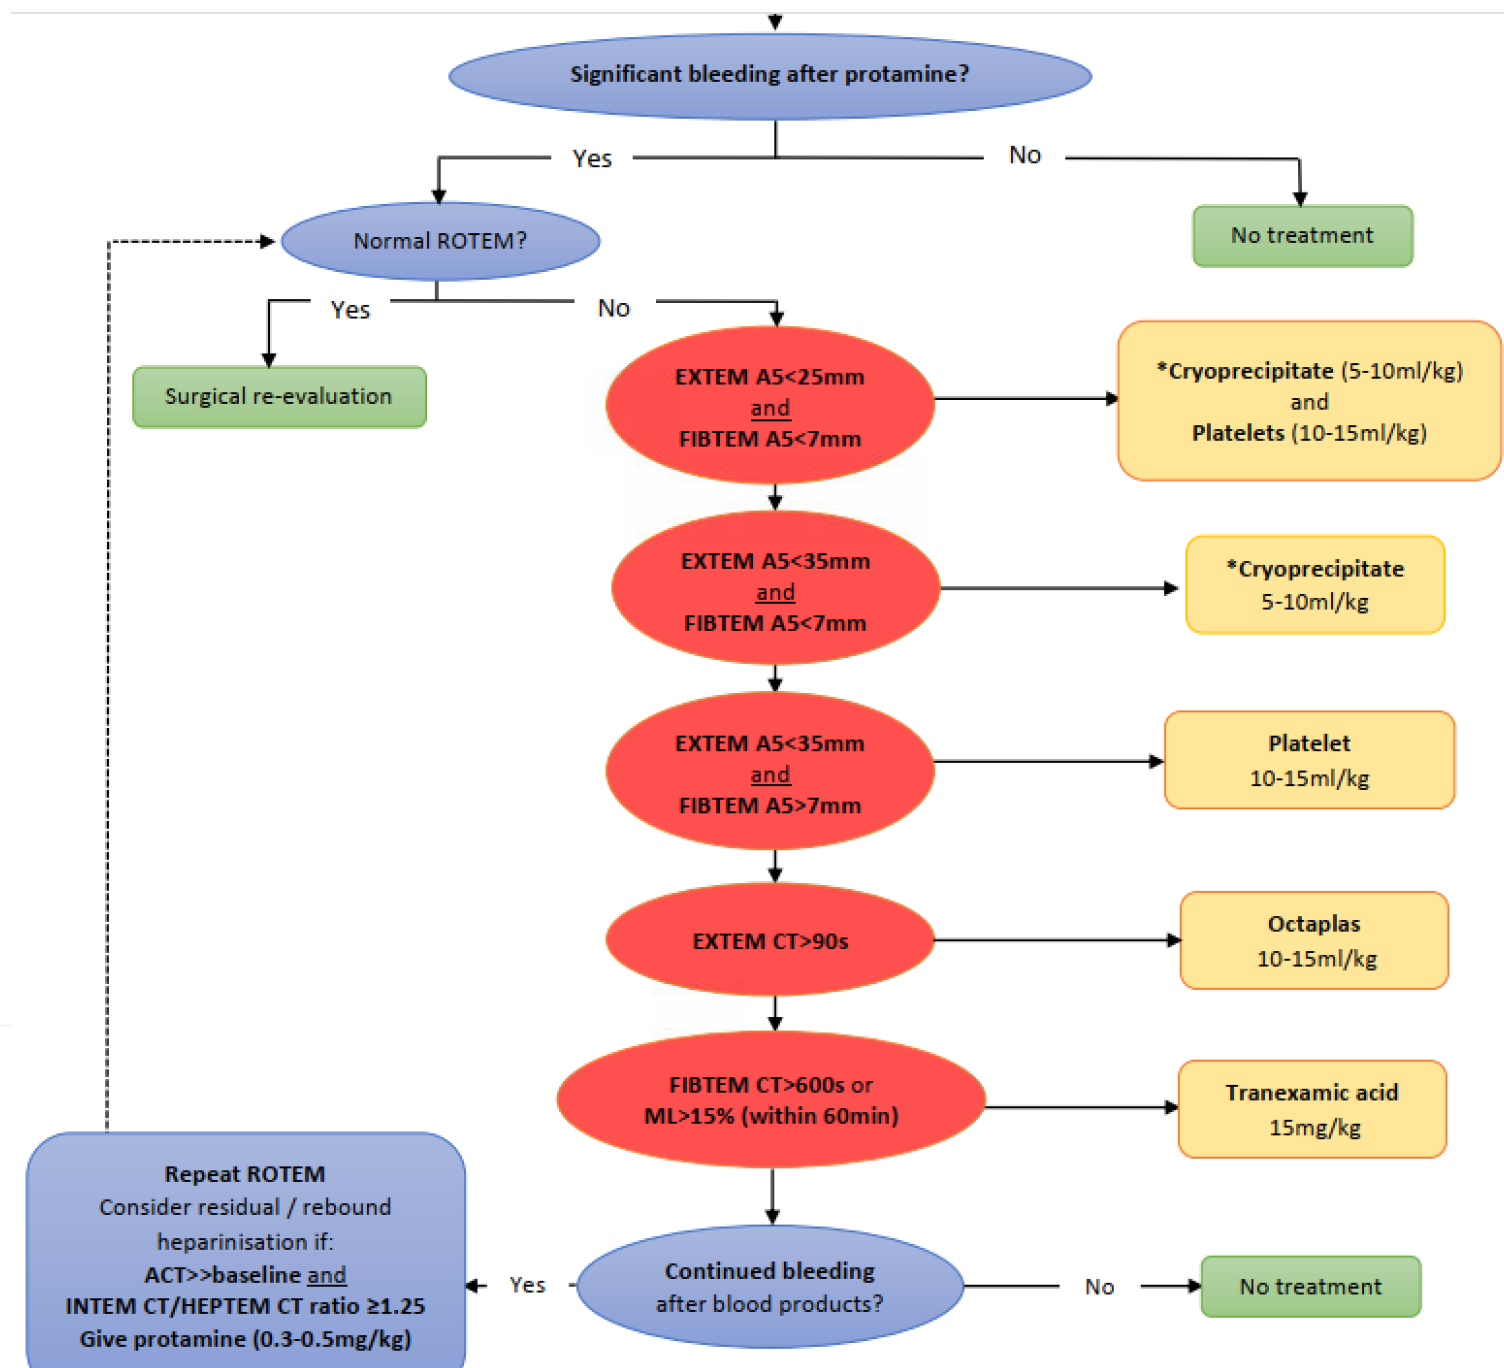 Significant bleeding after protamine?
Yes
No
Normal ROTEM?
No treatment
Yes
No
Surgical re-evaluation
EXTEM A5<25mm
and
FIBTEM A5<7mm
*Cryoprecipitate (5-10ml/kg)
and
Platelets (10-15ml/kg)
EXTEM A5<35mm
and
FIBTEM A5<7mm
*Cryoprecipitate
5-10ml/kg
EXTEM A5<35mm
and
FIBTEM A5>7mm
Platelet
10-15ml/kg
EXTEM CT>90s
Octaplas
10-15ml/kg
FIBTEM CT>600s or
ML>15% (within 60min)
Tranexamic acid
15mg/kg
Continued bleeding
after blood products?
Yes
No
No treatment
Repeat ROTEM
Consider residual / rebound
heparinisation if:
ACT>>baseline and
INTEM CT/HEPTEM CT ratio ≥1.25
Give protamine (0.3-0.5mg/kg)